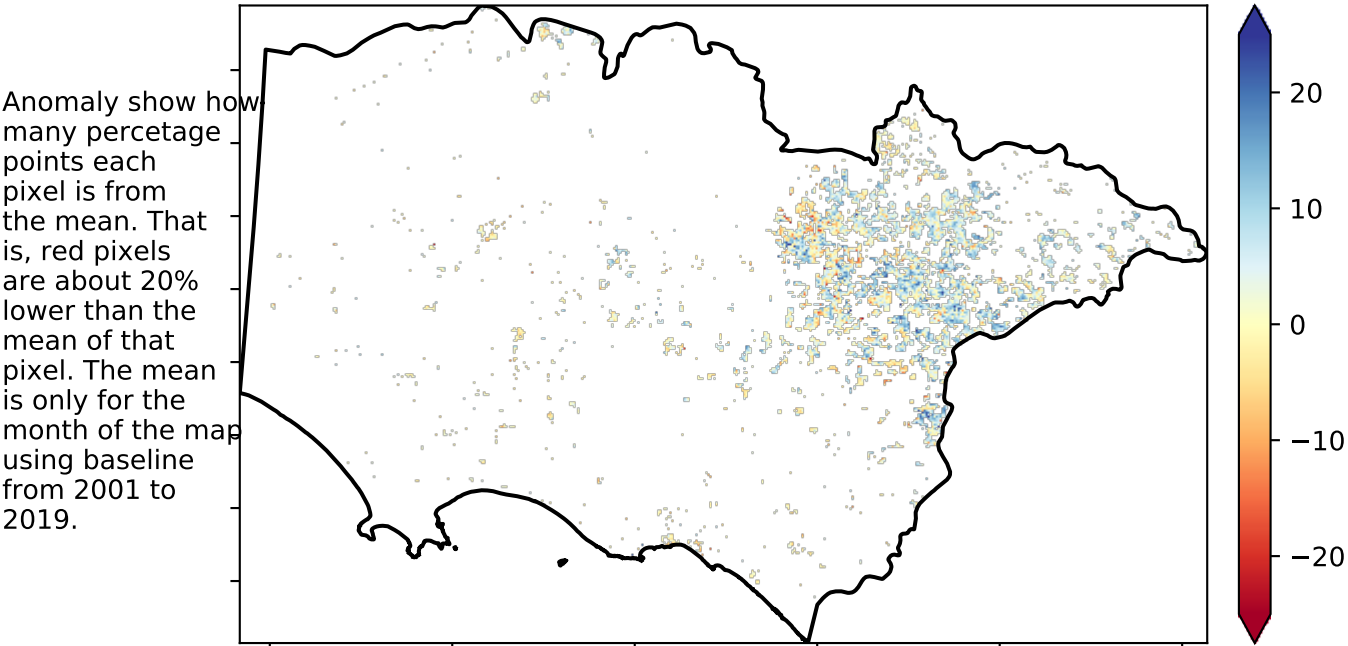 Anomaly show how
many percetage
points each
pixel is from
the mean. That
is, red pixels
are about 20%
lower than the
mean of that
pixel. The mean
is only for the
month of the map
using baseline
from 2001 to
2019.
20
10
0
−10
−20